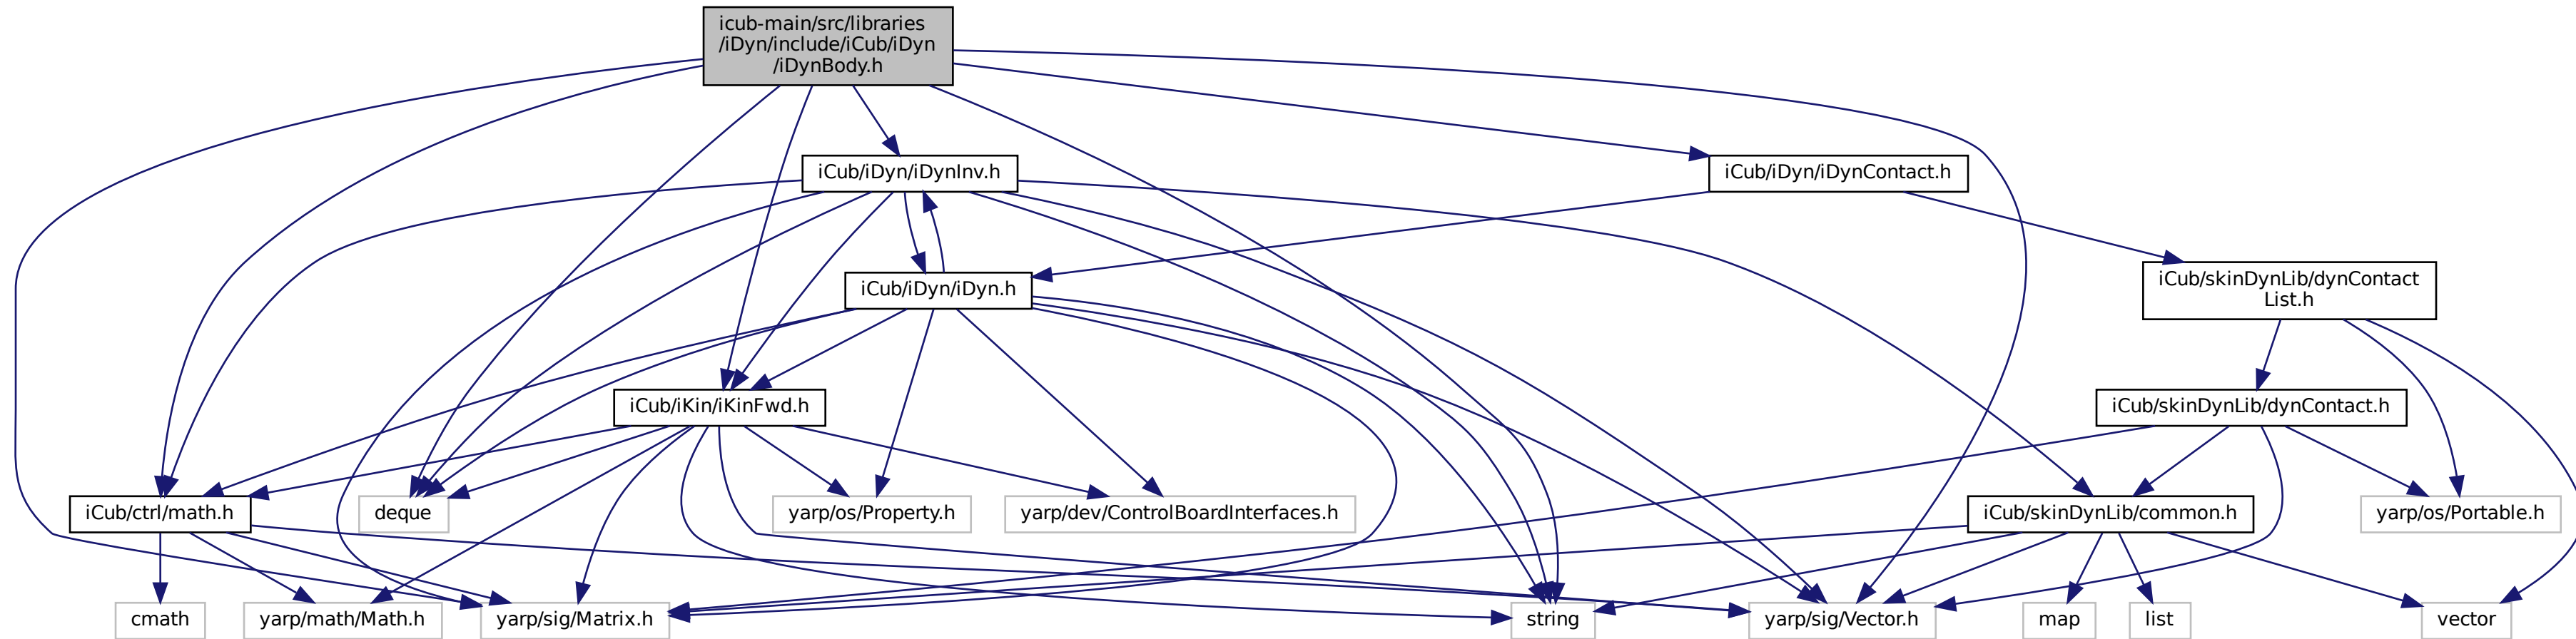 icub-main/src/libraries
/iDyn/include/iCub/iDyn
/iDynBody.h
iCub/iDyn/iDynInv.h
iCub/iDyn/iDynContact.h
iCub/iDyn/iDyn.h
iCub/skinDynLib/dynContact
List.h
iCub/iKin/iKinFwd.h
iCub/skinDynLib/dynContact.h
iCub/ctrl/math.h
deque
yarp/os/Property.h
yarp/dev/ControlBoardInterfaces.h
iCub/skinDynLib/common.h
yarp/os/Portable.h
cmath
yarp/math/Math.h
yarp/sig/Matrix.h
string
yarp/sig/Vector.h
map
list
vector